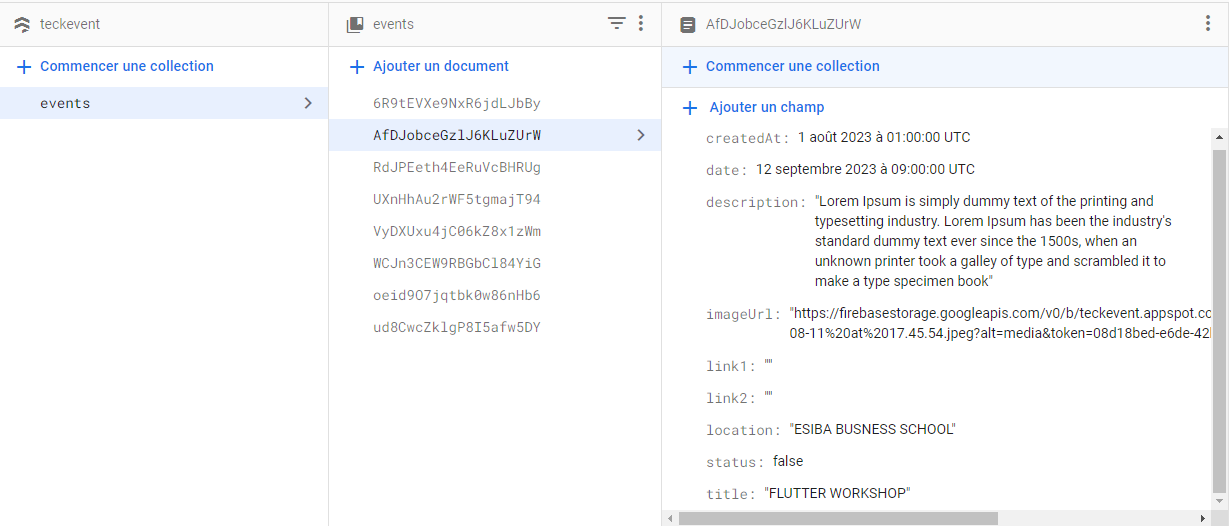 teckevent
events
AfDJobceGzlJ6KLuZUrW
Commencer une collection
Ajouter un document
Commencer une collection
events
6R9tEVXe9NxR6jdLJbBy
AfDJobceGzlJ6KLuZUrW
RdJPEeth4EeRuVcBHRUg
UXnHhAu2rWF5tgmajT94
VyDXUxu4jC06kZ8x1zWm
WCJn3CEW9RBGbCl84YiG
oeid9O7jqtbk0w86nHb6
ud8CwcZklgP8I5afw5DY
Ajouter un champ
createdAt: 1 août 2023 à 01:00:00 UTC
date: 12 septembre 2023 à 09:00:00 UTC
description: "Lorem Ipsum is simply dummy text of the printing and
typesetting industry. Lorem Ipsum has been the industry's
standard dummy text ever since the 1500s, when an
unknown printer took a galley of type and scrambled it to
make a type specimen book"
imageUrl: "https://firebasestorage.googleapis.com/v0/b/teckevent.appspot.co
08-11%20at%2017.45.54.jpeg?alt=media&token=08d18bed-e6de-42
link1: ""
link2: ""
location: "ESIBA BUSNESS SCHOOL"
status: false
title: "FLUTTER WORKSHOP"